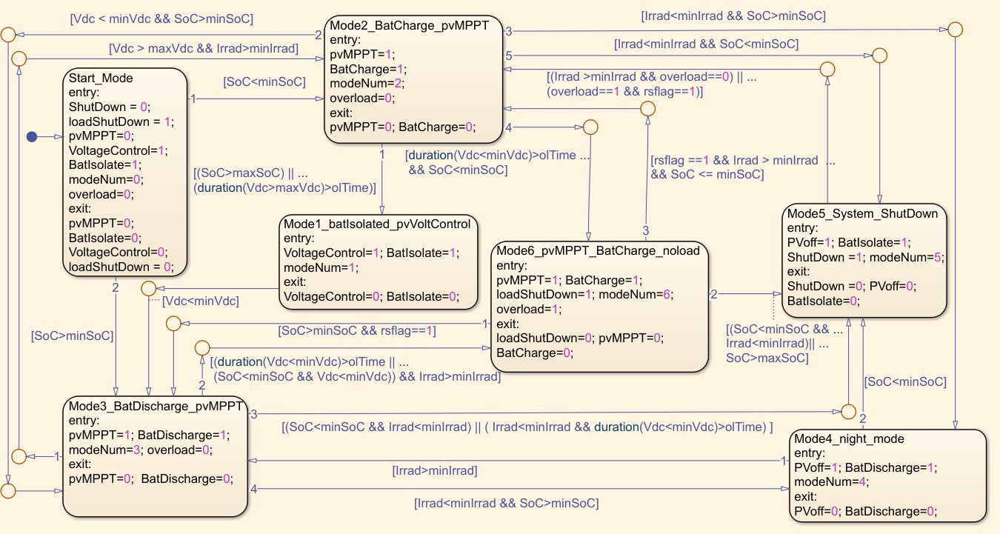 [Vdc < minVdc && SoC>minSoC]
2
[Vdc > maxVdc && Irrad>minIrrad]
Mode2_BatCharge_pvMPPT
entry:
pvMPPT=1;
BatCharge=1;
modeNum=2;
overload=0;
exit:
pvMPPT=0; BatCharge=0;
[Irrad<minIrrad && SoC>minSoC]
3
[Irrad<minIrrad && SoC<minSoC]
5
[(Irrad >minIrrad && overload==0) || ...
(overload==1 && rsflag==1)]
4
Start_Mode
entry:
ShutDown = 0;
loadShutDown = 1;
pvMPPT=0;
VoltageControl=1;
BatIsolate=1;
modeNum=0;
overload=0;
exit:
pvMPPT=0;
BatIsolate=0;
VoltageControl=0;
loadShutDown = 0;
[SoC<minSoC]
1
1
[duration(Vdc<minVdc)>olTime ...
&& SoC<minSoC]
[rsflag ==1 && Irrad > minIrrad ...
&& SoC <= minSoC]
[(SoC>maxSoC) || ...
(duration(Vdc>maxVdc)>olTime)]
Mode1_batIsolated_pvVoltControl
entry:
VoltageControl=1; BatIsolate=1;
modeNum=1;
exit:
VoltageControl=0; BatIsolate=0;
3
Mode6_pvMPPT_BatCharge_noload
entry:
pvMPPT=1; BatCharge=1;
loadShutDown=1; modeNum=6;
overload=1;
exit:
loadShutDown=0; pvMPPT=0;
BatCharge=0;
Mode5_System_ShutDown
entry:
PVoff=1; BatIsolate=1;
ShutDown =1; modeNum=5;
exit:
ShutDown =0; PVoff=0;
BatIsolate=0;
2
2
[Vdc<minVdc]
1
[SoC>minSoC && rsflag==1]
[SoC>minSoC]
[(SoC<minSoC && ...
Irrad<minIrrad)|| ...
SoC>maxSoC]
[(duration(Vdc<minVdc)>olTime || ...
(SoC<minSoC && Vdc<minVdc)) && Irrad>minIrrad]
2
[SoC<minSoC]
2
Mode3_BatDischarge_pvMPPT
entry:
pvMPPT=1; BatDischarge=1;
modeNum=3; overload=0;
exit:
pvMPPT=0; BatDischarge=0;
3
[(SoC<minSoC && Irrad<minIrrad) || ( Irrad<minIrrad && duration(Vdc<minVdc)>olTime) ]
1
1
[Irrad>minIrrad]
4
[Irrad<minIrrad && SoC>minSoC]
Mode4_night_mode
entry:
PVoff=1; BatDischarge=1;
modeNum=4;
exit:
PVoff=0; BatDischarge=0;